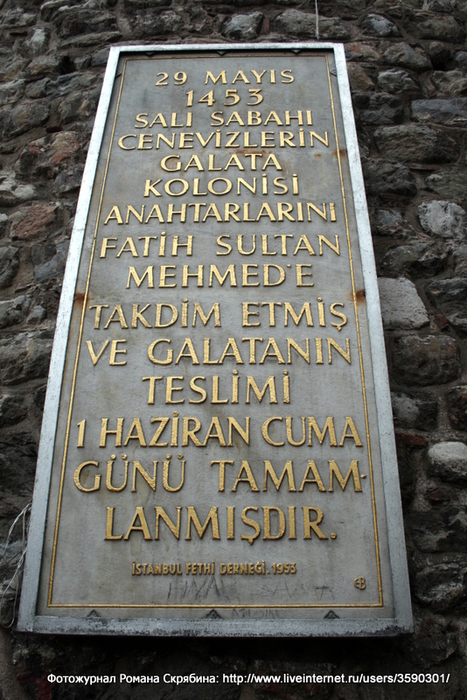 29 MAYIS
1453
SALI SABAHI
CENEVİZLERİN
GALATA
KOLONİSİ
ANAHTARLARINI
FATİH SULTAN
MEHMED'E
TAKDİM ETMİŞ
VE GALATANIN
TESLİMİ
1 HAZİRAN CUMA
GÜNÜ TAMAM-
LANMIŞDIR.
İSTANBUL FETHİ DERNEĞİ. 1953
EB
Фотожурнал Романа Скрябина: http://www.liveinternet.ru/users/3590301/